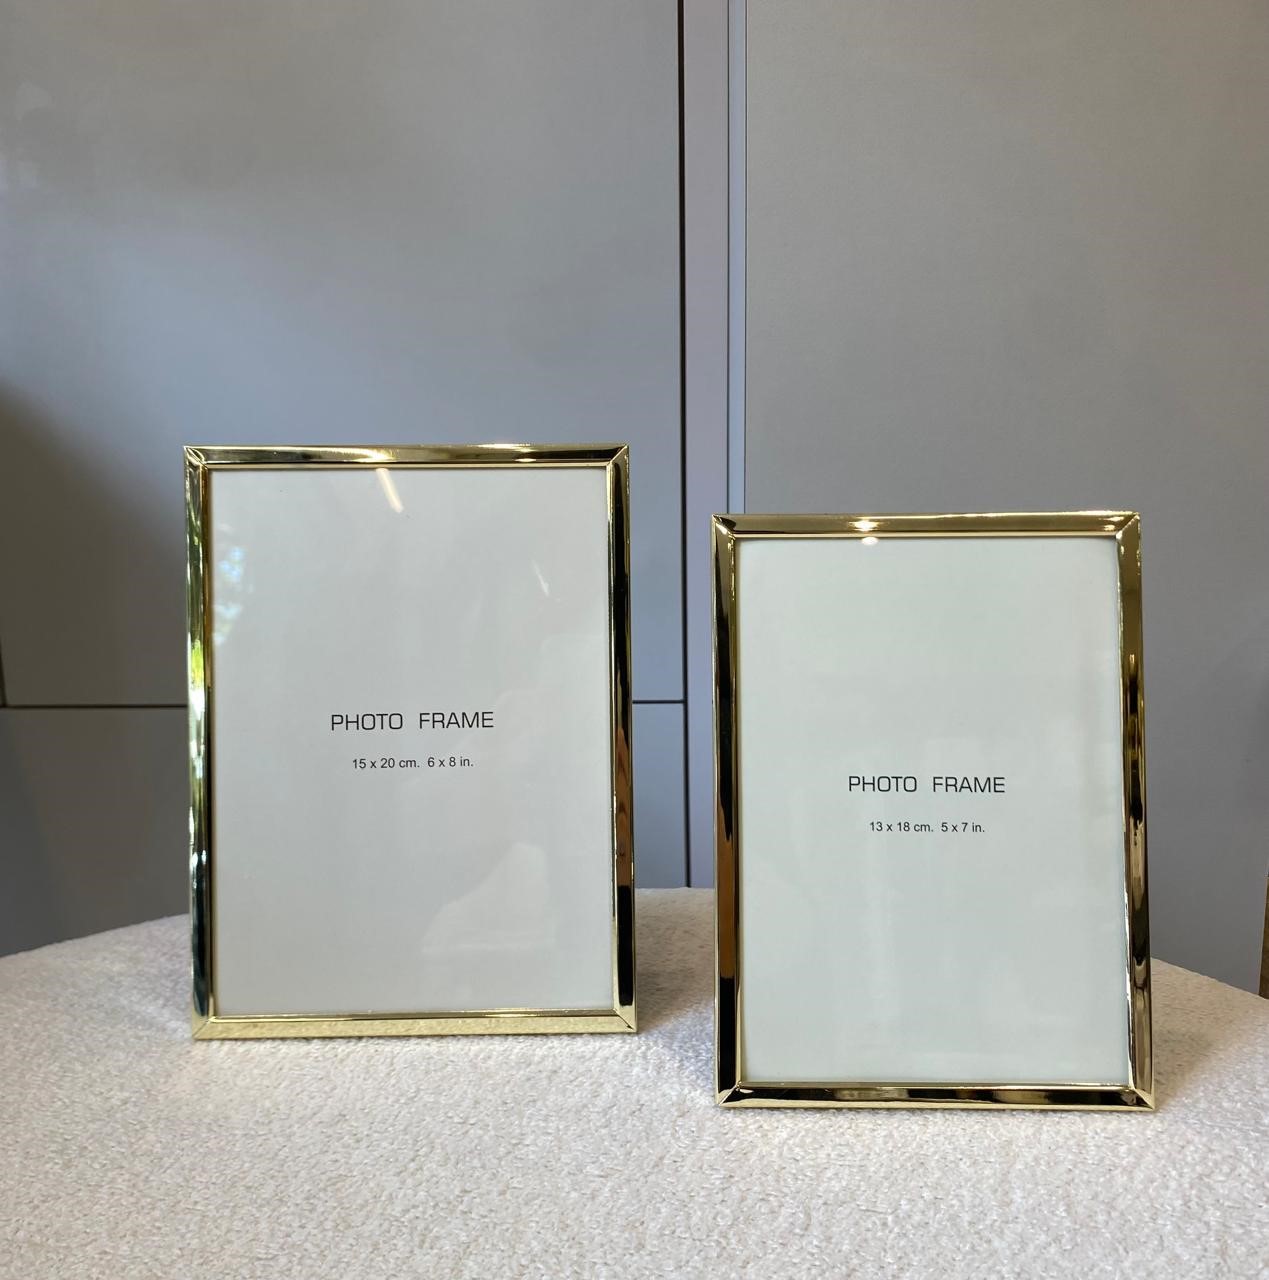 PHOTO FRAME
15 x 20 cm. 6 x 8 in.
PHOTO FRAME
13 x 18 cm. 5 x 7 in.